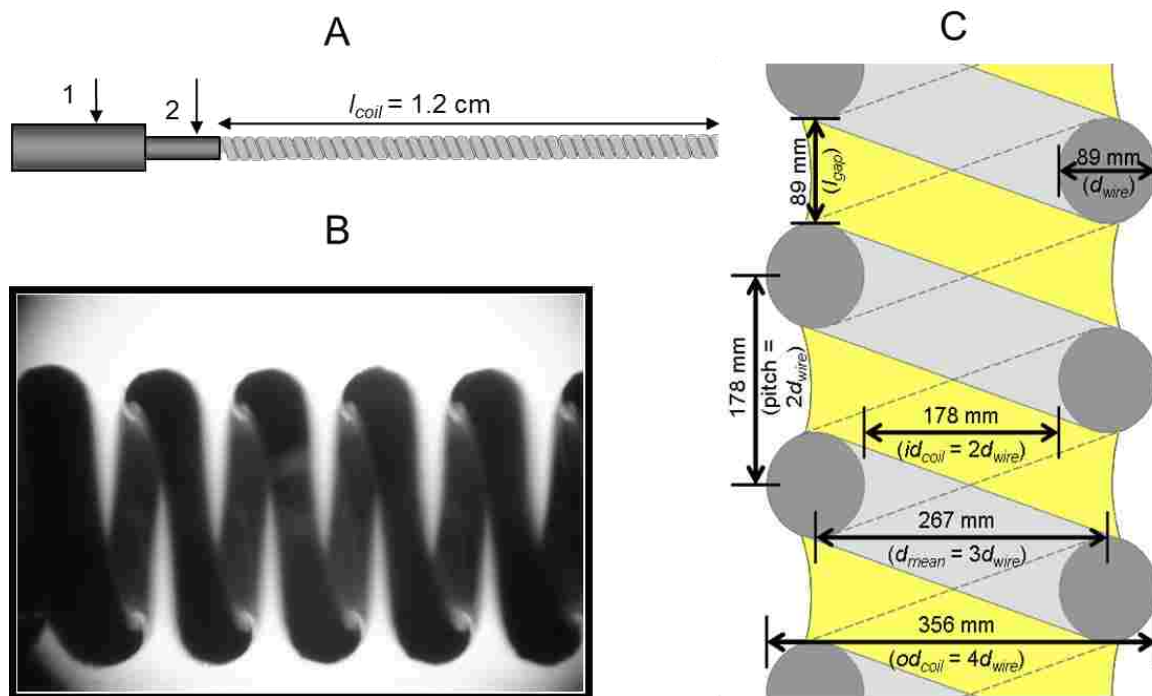 A
1
2
l_coil = 1.2 cm
B
C
89 mm
(l_gap)
89 mm
(d_wire)
178 mm
(pitch =
2d_wire)
178 mm
(id_coil = 2d_wire)
267 mm
(d_mean = 3d_wire)
356 mm
(od_coil = 4d_wire)